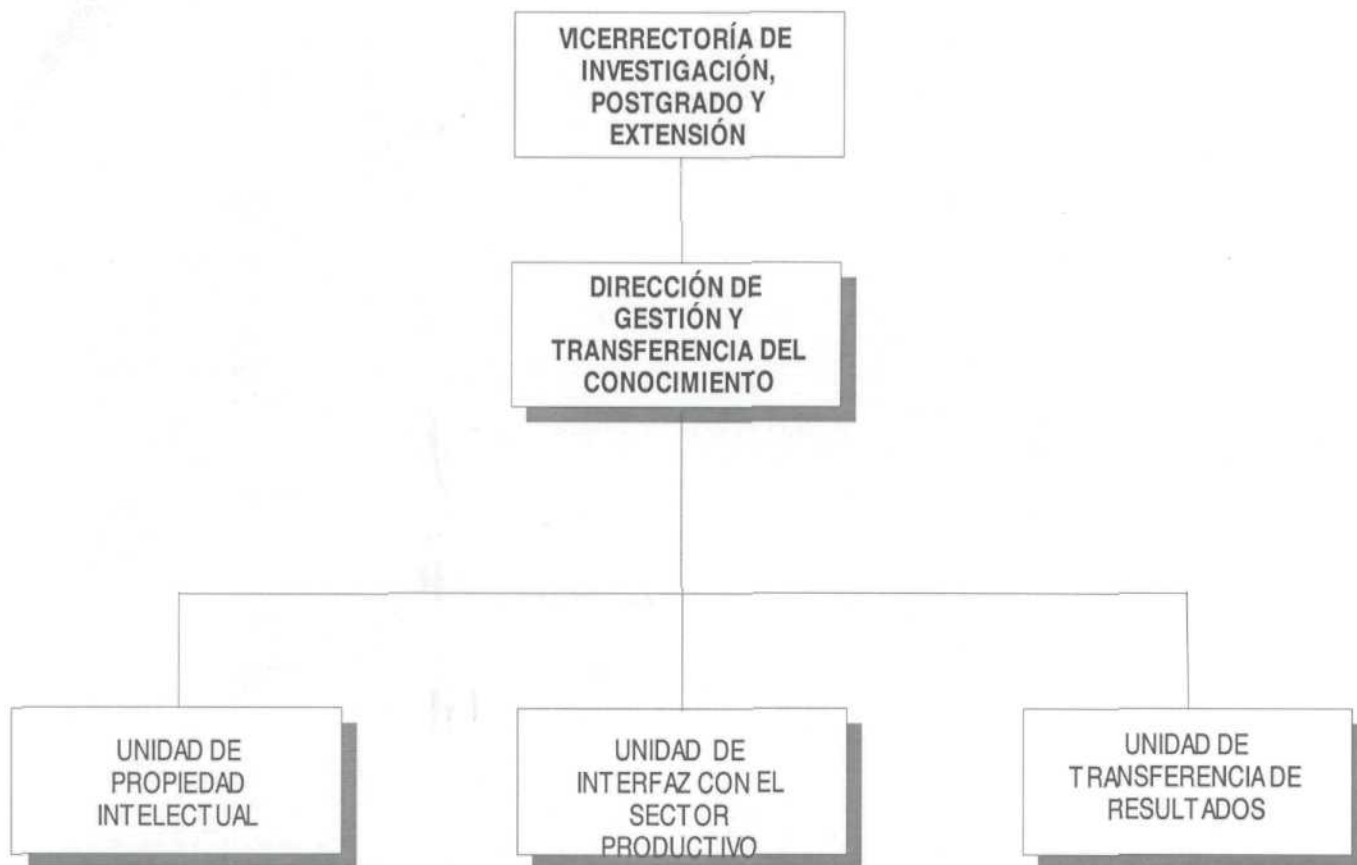 VICERRECTORÍA DE
INVESTIGACIÓN,
POSTGRADO Y
EXTENSIÓN
DIRECCIÓN DE
GESTIÓN Y
TRANSFERENCIA DEL
CONOCIMIENTO
UNIDAD DE
PROPIEDAD
INTELECTUAL
UNIDAD DE
INTERFAZ CON EL
SECTOR
PRODUCTIVO
UNIDAD DE
TRANSFERENCIA DE
RESULTADOS